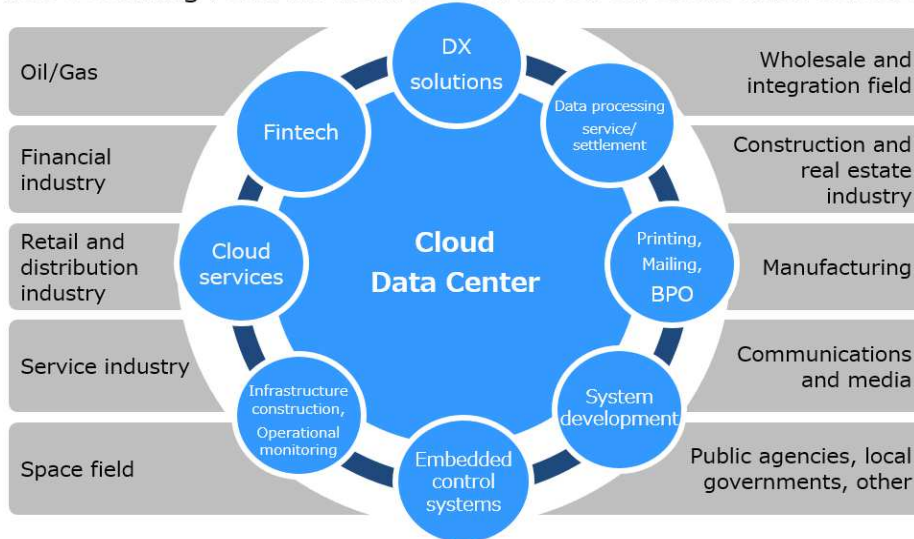 Oil/Gas
Financial
industry
Retail and
distribution
industry
Service industry
Space field
DX
solutions
Fintech
Data processing
service/
settlement
Cloud
services
Cloud
Data Center
Printing,
Mailing,
BPO
Infrastructure
construction,
Operational
monitoring
System
development
Embedded
control
systems
Wholesale and
integration field
Construction and
real estate
industry
Manufacturing
Communications
and media
Public agencies, local
governments, other